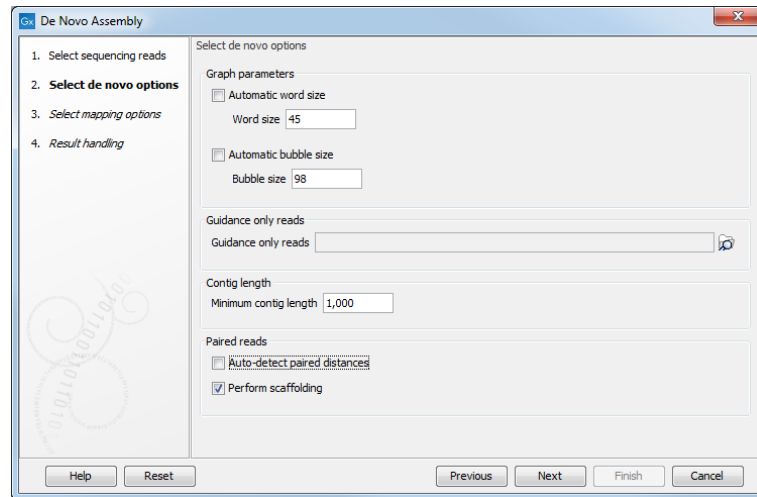 Gx De Novo Assembly
1. Select sequencing reads
2. Select de novo options
3. Select mapping options
4. Result handling
Select de novo options
Graph parameters
Automatic word size
Word size 45
Automatic bubble size
Bubble size 98
Guidance only reads
Guidance only reads
Contig length
Minimum contig length 1,000
Paired reads
Auto-detect paired distances
Perform scaffolding
Help Reset Previous Next Finish Cancel